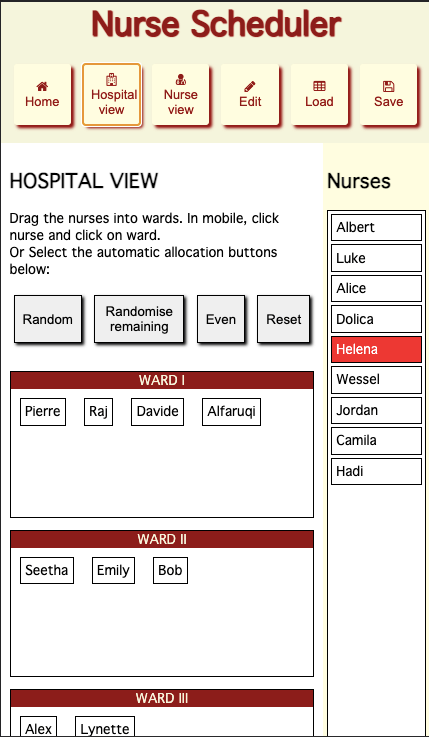 Nurse Scheduler
Home
Hospital
view
Nurse
view
Edit
Load
Save
HOSPITAL VIEW
Drag the nurses into wards. In mobile, click
nurse and click on ward.
Or Select the automatic allocation buttons
below:
Random
Randomise
remaining
Even
Reset
WARD I
Pierre Raj Davide Alfaruqi
WARD II
Seetha Emily Bob
WARD III
Alex Lynette
Nurses
Albert
Luke
Alice
Dolica
Helena
Wessel
Jordan
Camila
Hadi